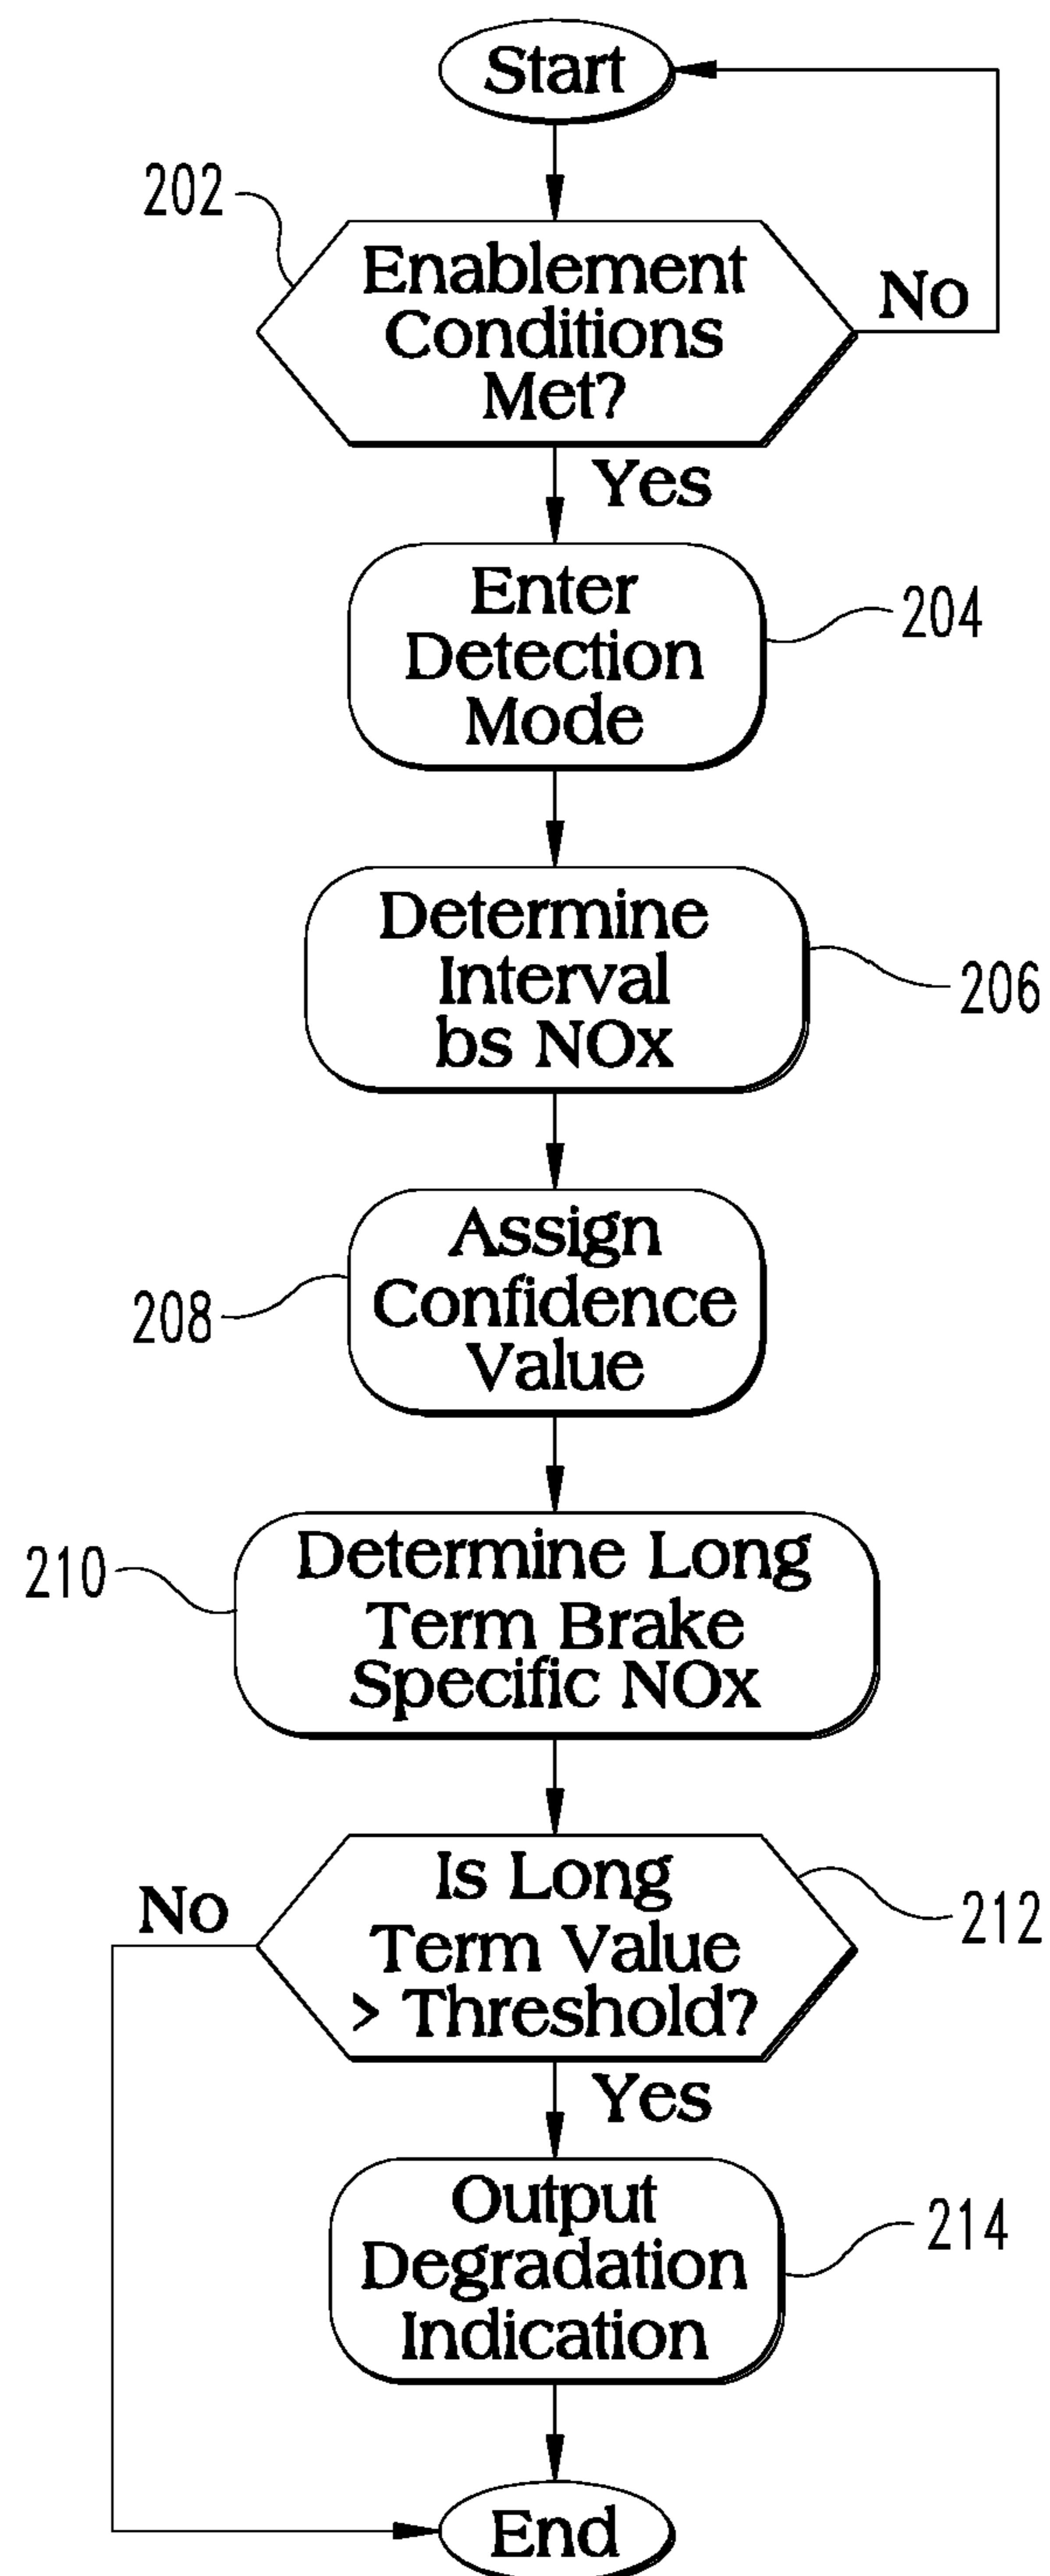 Start
202
Enablement
Conditions
Met?
No
Yes
Enter
Detection
Mode
204
Determine
Interval
bs NOx
206
Assign
Confidence
Value
208
Determine Long
Term Brake
Specific NOx
210
Is Long
Term Value
> Threshold?
No
212
Yes
Output
Degradation
Indication
214
End